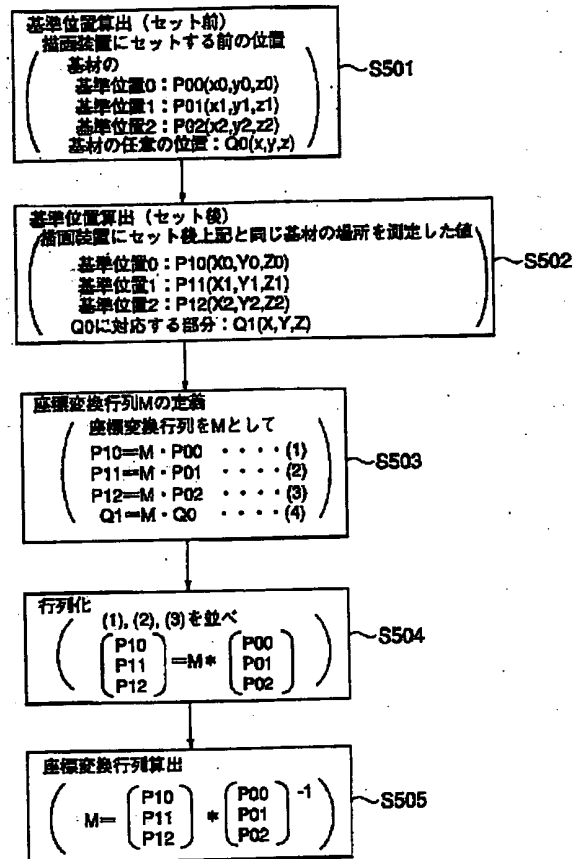 基準位置算出（セット前）
描画装置にセットする前の位置
基材の
基準位置0：P00(x0,y0,z0)
基準位置1：P01(x1,y1,z1)
基準位置2：P02(x2,y2,z2)
基材の任意の位置：Q0(x,y,z)
S501
基準位置算出（セット後）
描画装置にセット後上記と同じ基材の場所を測定した値
基準位置0：P10(X0,Y0,Z0)
基準位置1：P11(X1,Y1,Z1)
基準位置2：P12(X2,Y2,Z2)
Q0に対応する部分：Q1(X,Y,Z)
S502
座標変換行列Mの定義
座標変換行列をMとして
P10=M・P00 ・・・・(1)
P11=M・P01 ・・・・(2)
P12=M・P02 ・・・・(3)
Q1=M・Q0 ・・・・(4)
S503
行列化
(1), (2), (3)を並べ
P10 P00
P11 =M* P01
P12 P02
S504
座標変換行列算出
P10 P00 -1
M= P11 * P01
P12 P02
S505